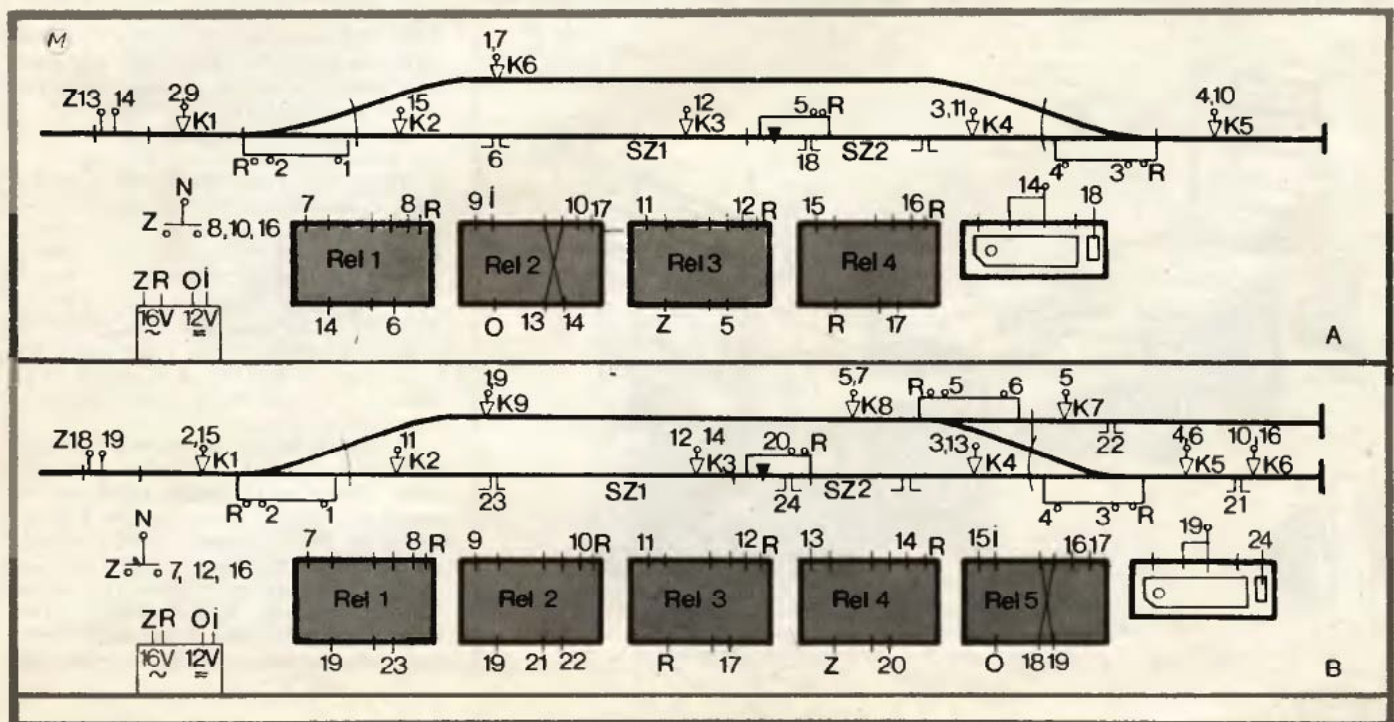 M
1,7
K6
Z13 14
2,9
K1
15
K2
12
K3
5 R
3,11
K4
4,10
K5
R 2 1
6
SZ1
18
SZ2
4 3 R
N
Z 8,10,16
7 8 R
Rel 1
14 6
9 i 10 17
Rel 2
O 13 14
11 12 R
Rel 3
Z 5
15 16 R
Rel 4
R 17
14 18
ZR Oi
16V 12V
~ =
A
1,9
K9
5,7
K8
R 5 6
5
K7
22
Z18 19
2,15
K1
11
K2
12 14
K3
20 R
3,13
K4
4,6
K5
10,16
K6
R 2 1
23
SZ1
24
SZ2
4 3 R
21
N
Z 7, 12, 16
7 8 R
Rel 1
19 23
9 10 R
Rel 2
19 21 22
11 12 R
Rel 3
R 17
13 14 R
Rel 4
Z 20
15 i 16 17
Rel 5
O 18 19
19 24
ZR Oi
16V 12V
~ =
B